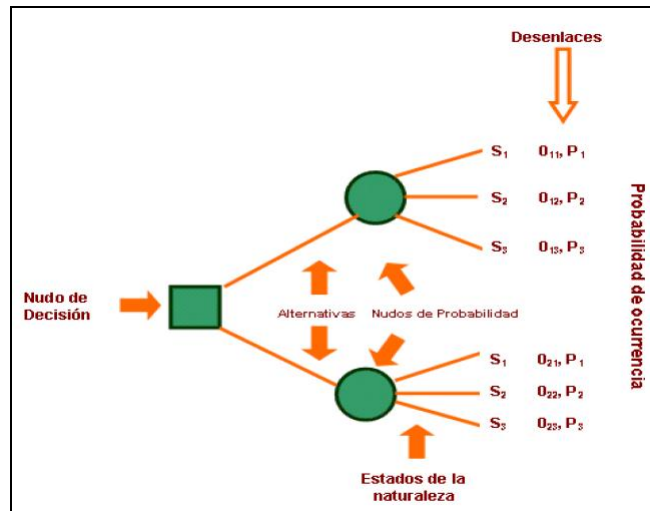 Desenlaces
S₁ 0₁₁, P₁
S₂ 0₁₂, P₂
S₃ 0₁₃, P₃
Probabilidad de ocurrencia
Nudo de
Decisión
Alternativas Nudos de Probabilidad
S₁ 0₂₁, P₁
S₂ 0₂₂, P₂
S₃ 0₂₃, P₃
Estados de la
naturaleza